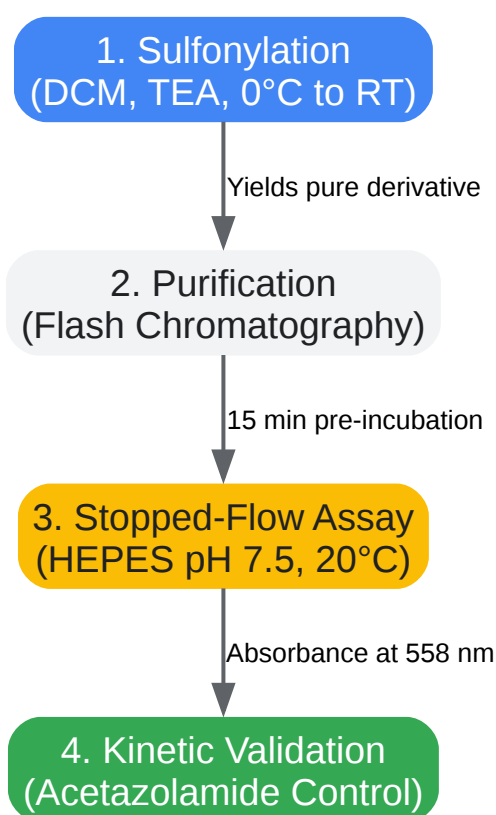 1. Sulfonylation
(DCM, TEA, 0°C to RT)
Yields pure derivative
2. Purification
(Flash Chromatography)
15 min pre-incubation
3. Stopped-Flow Assay
(HEPES pH 7.5, 20°C)
Absorbance at 558 nm
4. Kinetic Validation
(Acetazolamide Control)